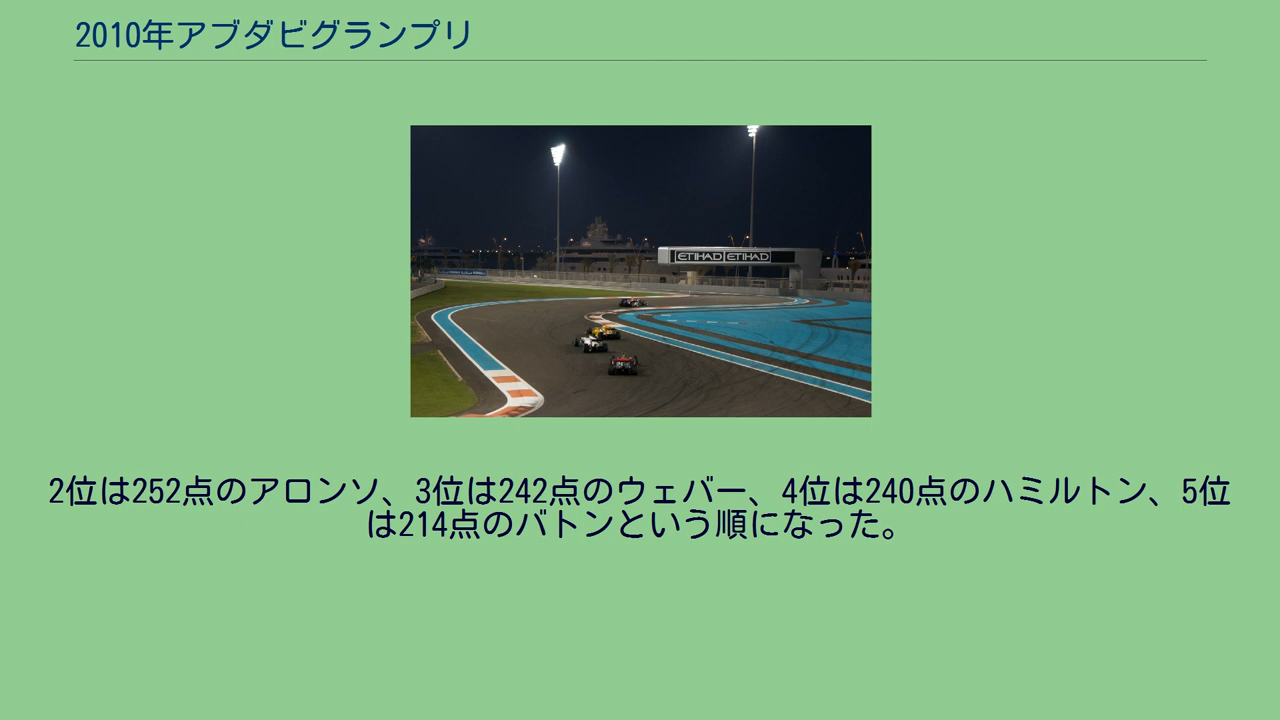 2010年アブダビグランプリ
ETIHAD ETIHAD
2位は252点のアロンソ、3位は242点のウェバー、4位は240点のハミルトン、5位
は214点のバトンという順になった。